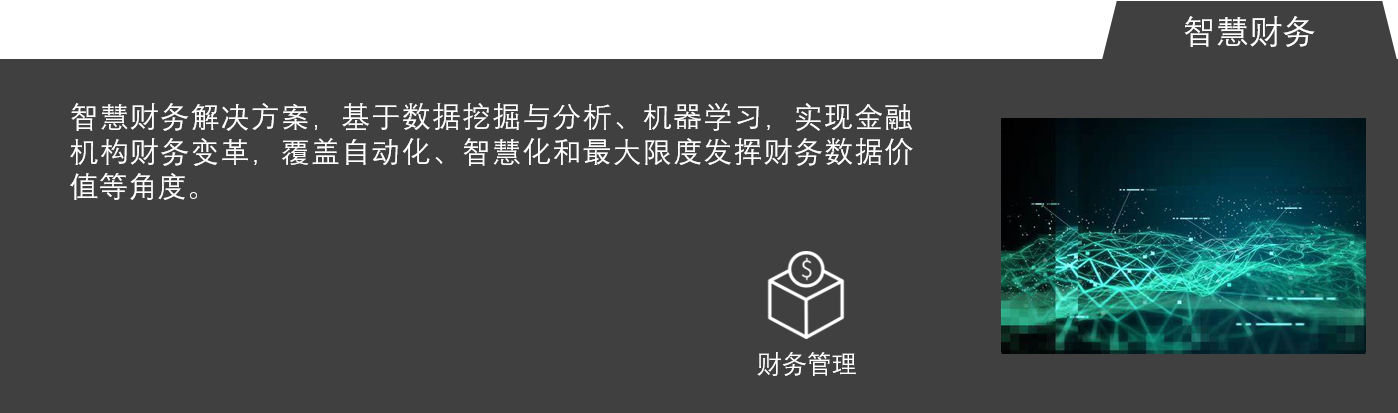 智慧财务
智慧财务解决方案，基于数据挖掘与分析、机器学习，实现金融
机构财务变革，覆盖自动化、智慧化和最大限度发挥财务数据价
值等角度。
$
财务管理